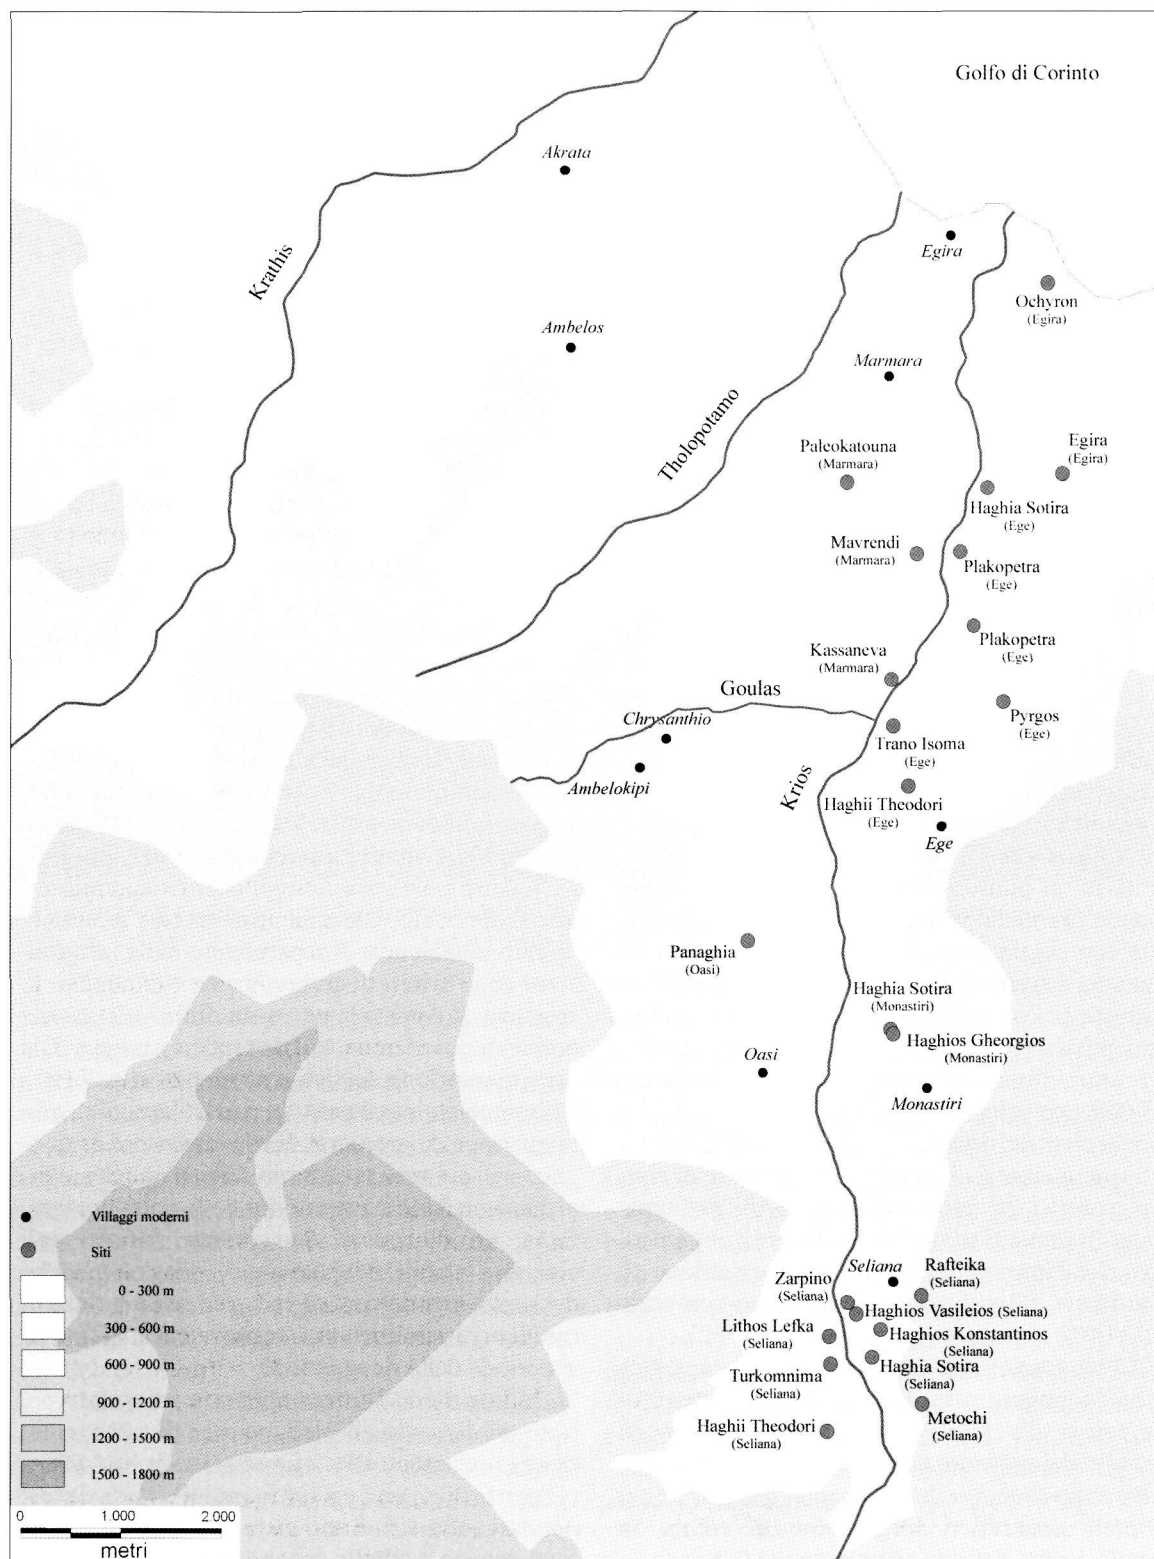 Golfo di Corinto
Akrata
Krathis
Egira
Ochyron
(Egira)
Ambelos
Marmara
Tholopotamo
Paleokatouna
(Marmara)
Egira
(Egira)
Haghia Sotira
(Ege)
Mavrendi
(Marmara)
Plakopetra
(Ege)
Plakopetra
(Ege)
Kassaneva
(Marmara)
Goulas
Chrysanthio
Pyrgos
(Ege)
Trano Isoma
(Ege)
Ambelokipi
Krios
Haghii Theodori
(Ege)
Ege
Panaghia
(Oasi)
Haghia Sotira
(Monastiri)
Haghios Gheorgios
(Monastiri)
Oasi
Monastiri
Seliana
Rafteika
(Seliana)
Zarpino
(Seliana)
Haghios Vasileios (Seliana)
Lithos Lefka
(Seliana)
Haghios Konstantinos
(Seliana)
Haghia Sotira
(Seliana)
Turkomnima
(Seliana)
Metochi
(Seliana)
Haghii Theodori
(Seliana)
Villaggi moderni
Siti
0 - 300 m
300 - 600 m
600 - 900 m
900 - 1200 m
1200 - 1500 m
1500 - 1800 m
0 1.000 2.000
metri